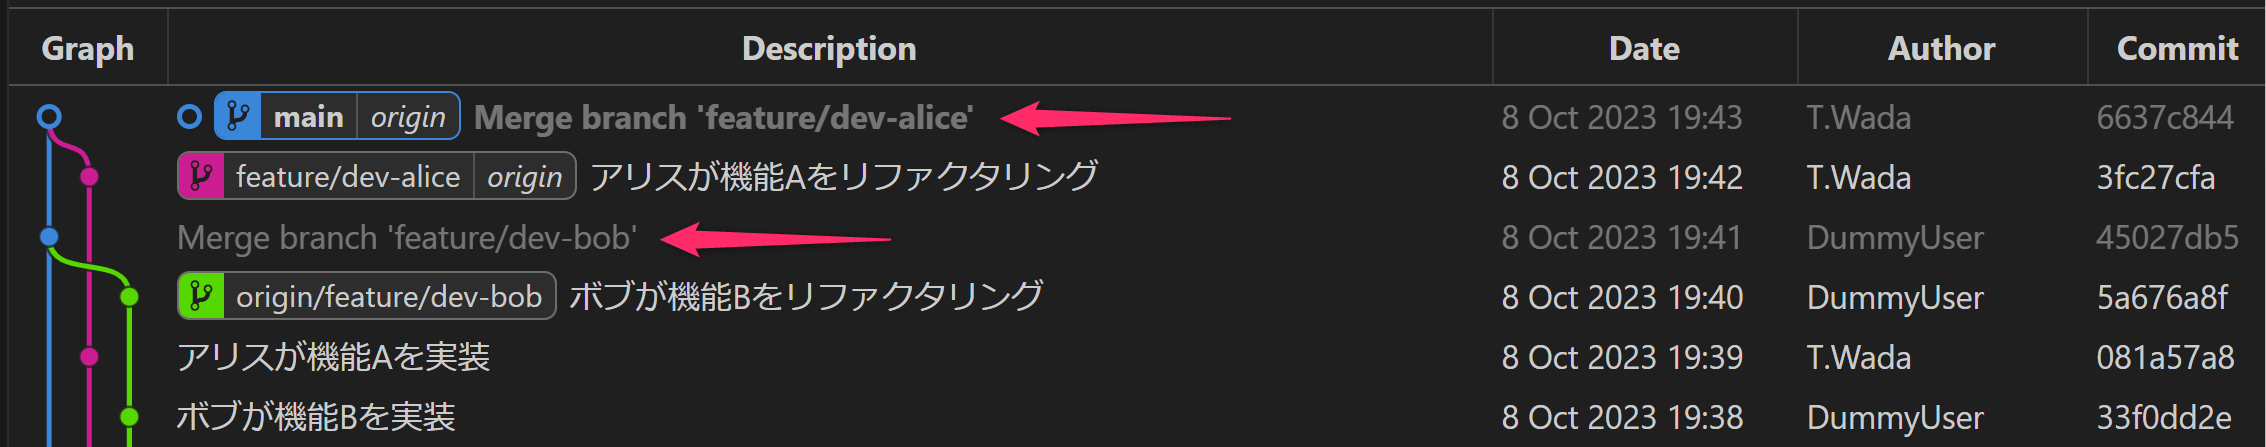 Graph Description Date Author Commit
main origin Merge branch 'feature/dev-alice' 8 Oct 2023 19:43 T.Wada 6637c844
feature/dev-alice origin アリスが機能Aをリファクタリング 8 Oct 2023 19:42 T.Wada 3fc27cfa
Merge branch 'feature/dev-bob' 8 Oct 2023 19:41 DummyUser 45027db5
origin/feature/dev-bob ボブが機能Bをリファクタリング 8 Oct 2023 19:40 DummyUser 5a676a8f
アリスが機能Aを実装 8 Oct 2023 19:39 T.Wada 081a57a8
ボブが機能Bを実装 8 Oct 2023 19:38 DummyUser 33f0dd2e